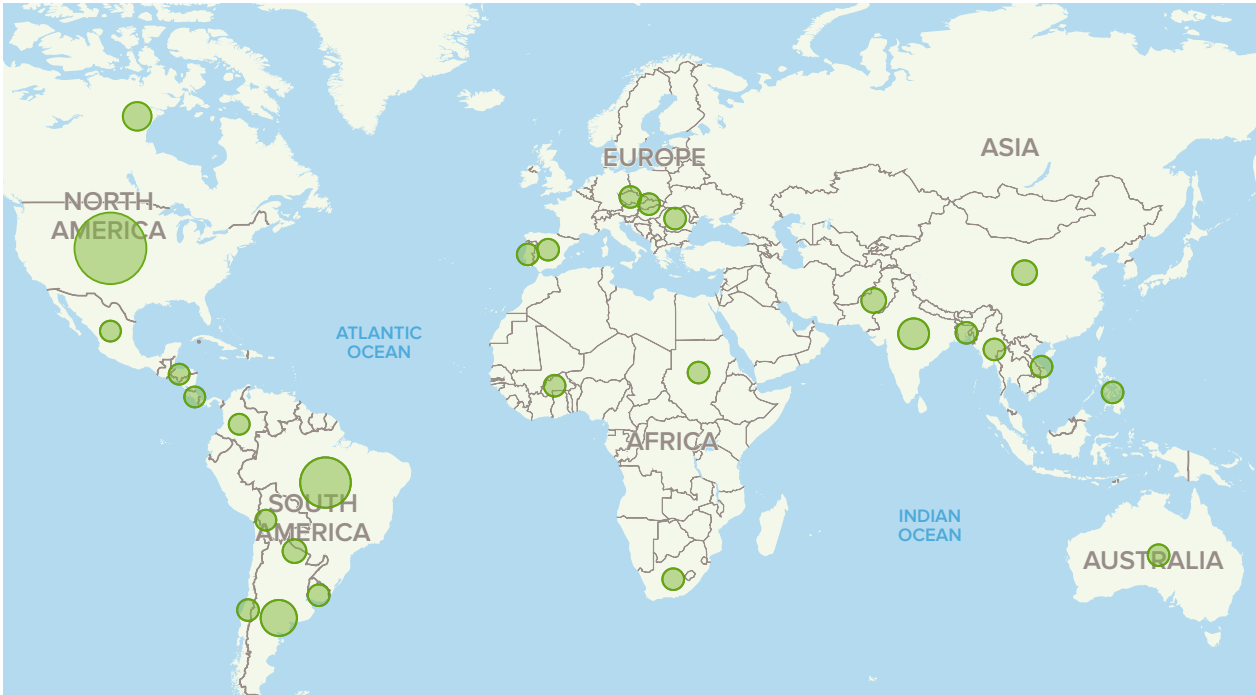 EUROPE
ASIA
NORTH
AMERICA
ATLANTIC
OCEAN
AFRICA
SOUTH
AMERICA
INDIAN
OCEAN
AUSTRALIA